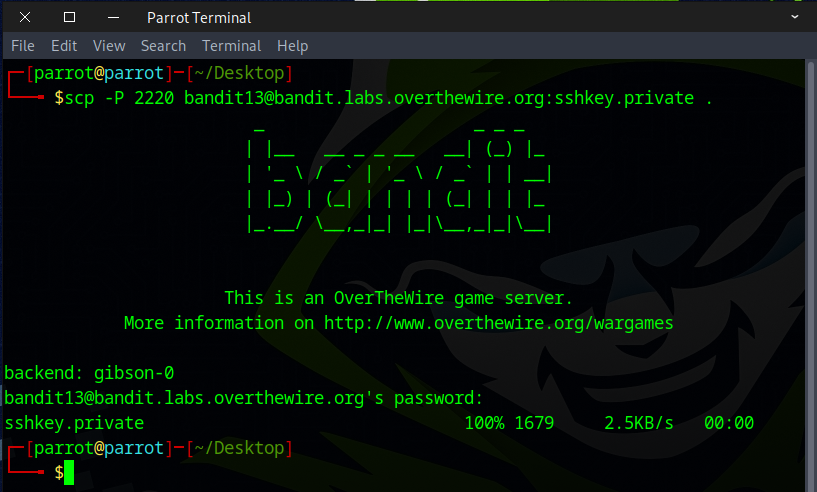 Parrot Terminal
File Edit View Search Terminal Help
┌─[parrot@parrot]─[~/Desktop]
└──╼ $scp -P 2220 bandit13@bandit.labs.overthewire.org:sshkey.private .
                         _                     _ _ _
                        | |__   __ _ _ __   __| (_) |_
                        | '_ \ / _` | '_ \ / _` | | __|
                        | |_) | (_| | | | | (_| | | |_
                        |_.__/ \__,_|_| |_|\__,_|_|\__|
This is an OverTheWire game server.
More information on http://www.overthewire.org/wargames
backend: gibson-0
bandit13@bandit.labs.overthewire.org's password:
sshkey.private 100% 1679 2.5KB/s 00:00
┌─[parrot@parrot]─[~/Desktop]
└──╼ $